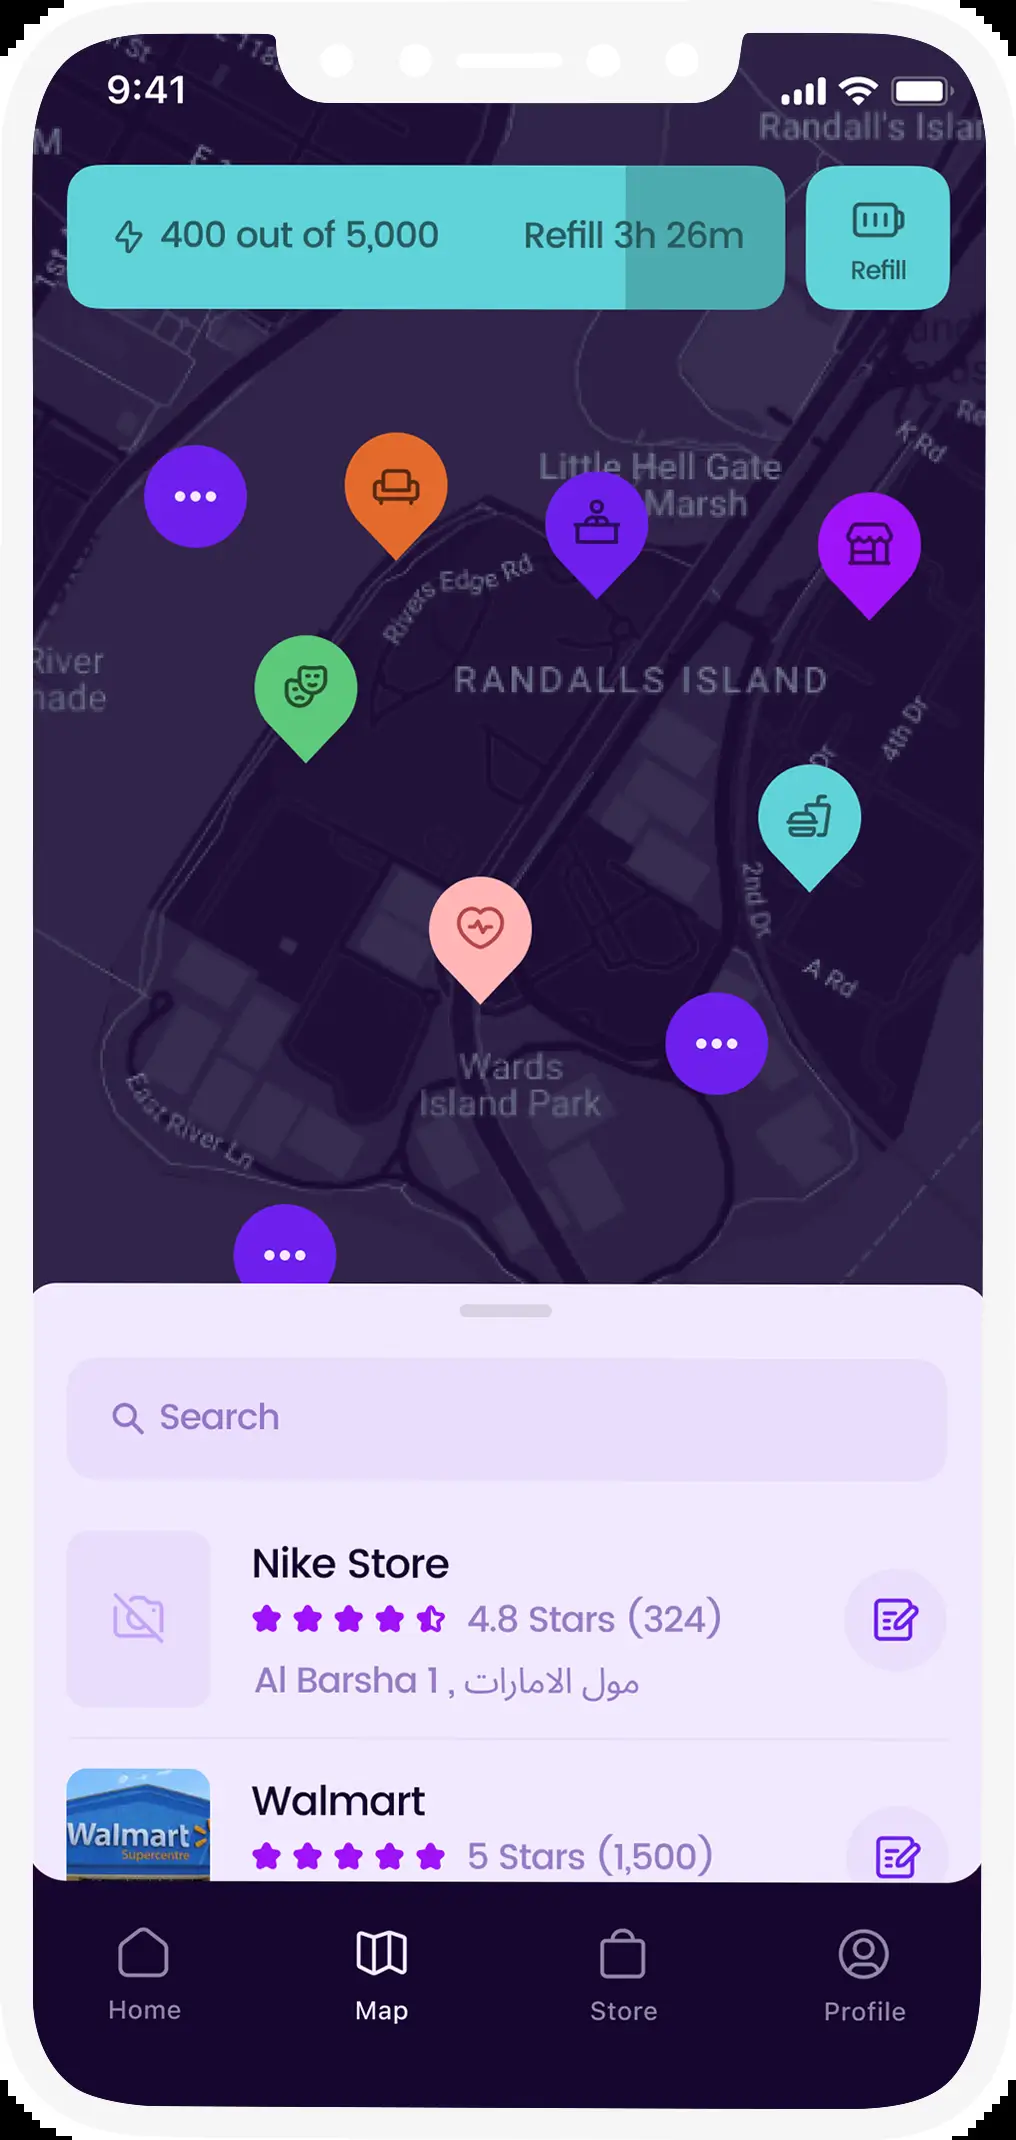 9:41
Randall's Islan
M
400 out of 5,000
Refill 3h 26m
Refill
1st
K Rd
Little Hell Gate
Marsh
Rivers Edge Rd
River
nade
RANDALLS ISLAND
4th Dr
Dr
2nd Dr
A Rd
Wards
Island Park
East River Ln
Search
Nike Store
4.8 Stars (324)
Al Barsha 1 , مول الامارات
Walmart
Supercentre
Walmart
5 Stars (1,500)
Home
Map
Store
Profile